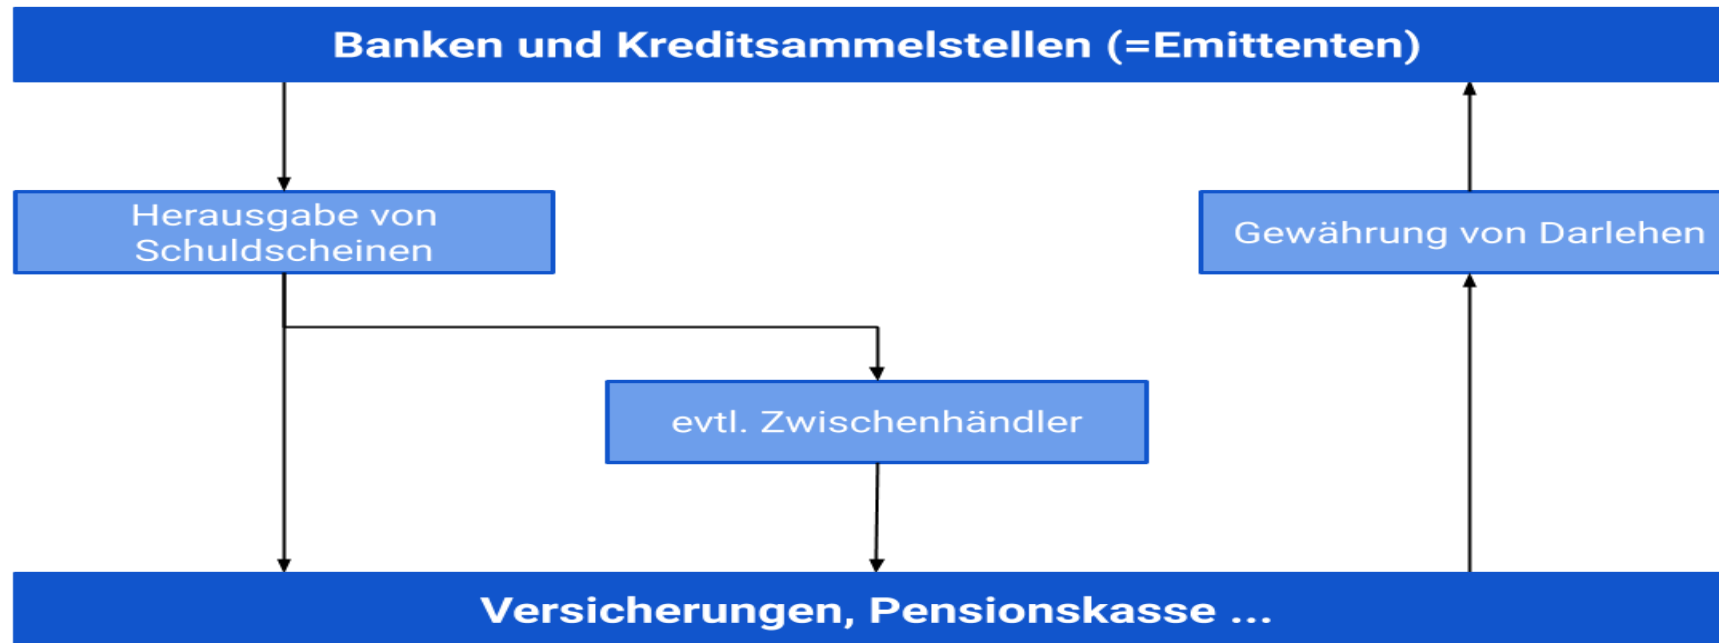 Banken und Kreditsammelstellen (=Emittenten)
Herausgabe von
Schuldscheinen
Gewährung von Darlehen
evtl. Zwischenhändler
Versicherungen, Pensionskasse ...